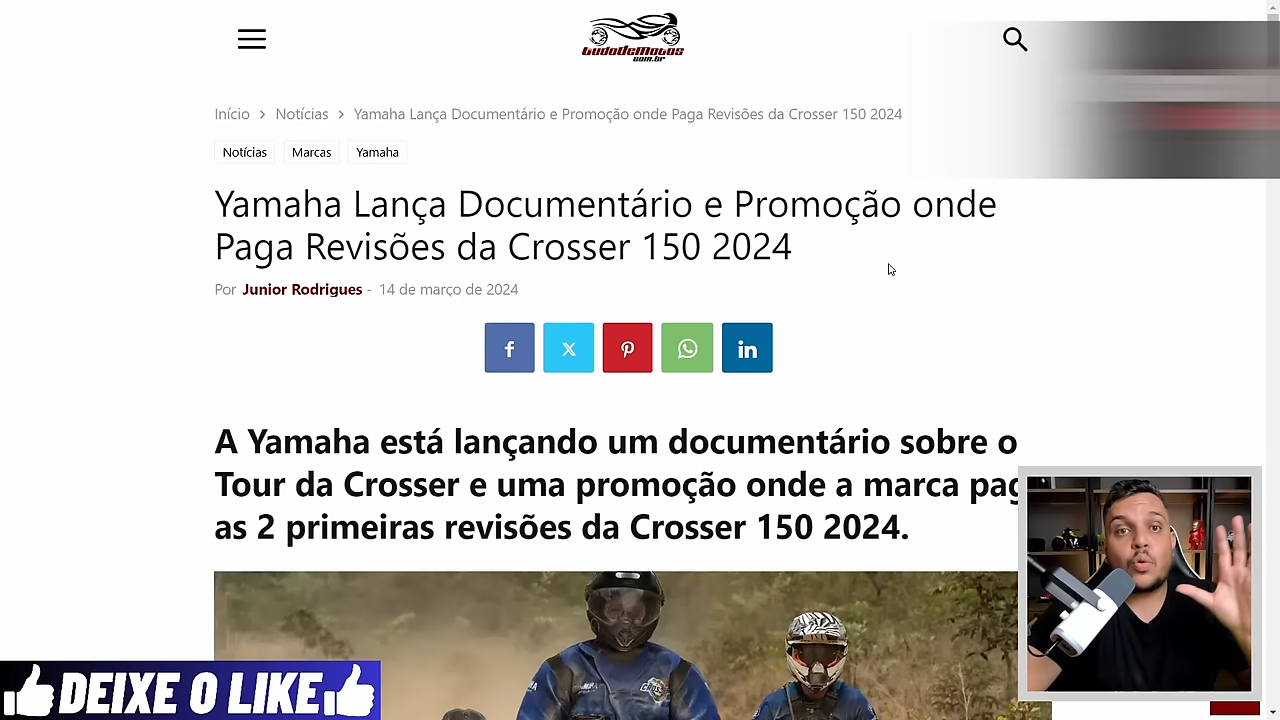 tudodemotos
com.br
Início > Notícias > Yamaha Lança Documentário e Promoção onde Paga Revisões da Crosser 150 2024
Notícias Marcas Yamaha
Yamaha Lança Documentário e Promoção onde
Paga Revisões da Crosser 150 2024
Por Junior Rodrigues - 14 de março de 2024
A Yamaha está lançando um documentário sobre o
Tour da Crosser e uma promoção onde a marca pag
as 2 primeiras revisões da Crosser 150 2024.
DEIXE O LIKE